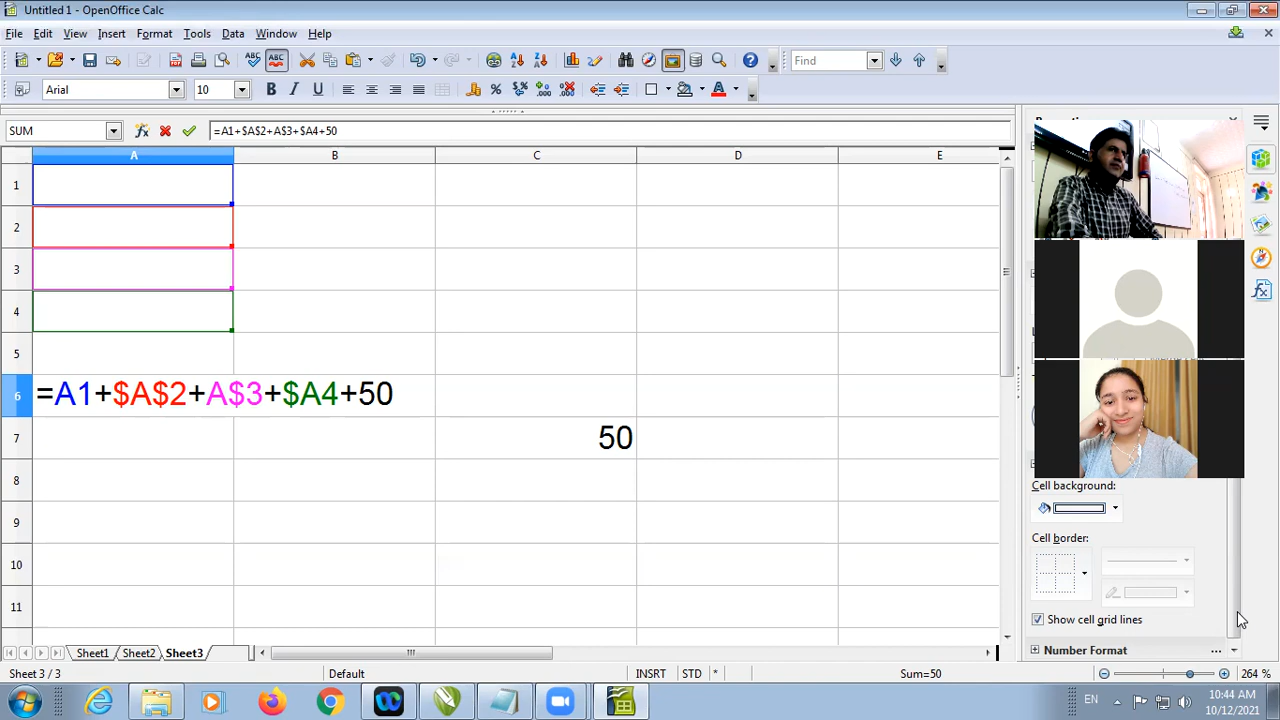 Untitled 1 - OpenOffice Calc
File Edit View Insert Format Tools Data Window Help
Find
Arial 10
SUM =A1+$A$2+A$3+$A4+50
A B C D E
1
2
3
4
5
6 =A1+$A$2+A$3+$A4+50
7 50
8
9
10
11
Cell background:
Cell border:
Show cell grid lines
Number Format
Sheet1 Sheet2 Sheet3
Sheet 3 / 3 Default INSRT STD * Sum=50 264 %
EN 10:44 AM
10/12/2021